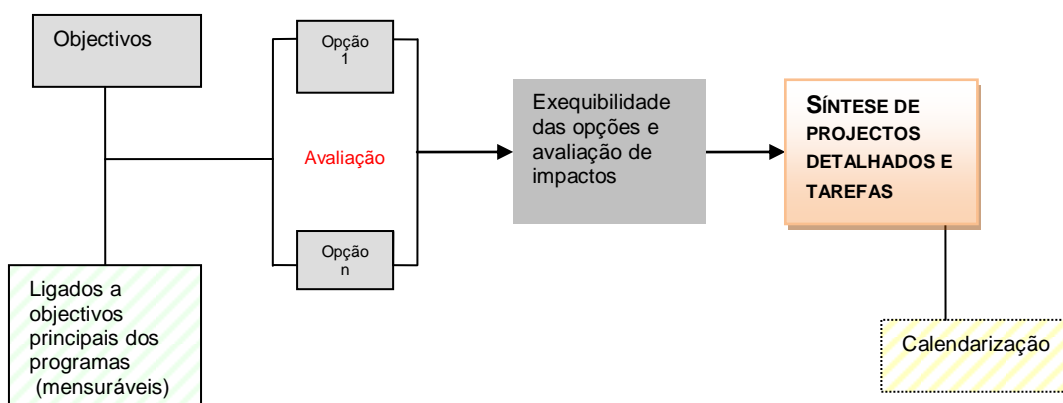 Objectivos
Ligados a
objectivos
principais dos
programas
(mensuráveis)
Opção
1
Avaliação
Opção
n
Exequibilidade
das opções e
avaliação de
impactos
SÍNTESE DE
PROJECTOS
DETALHADOS E
TAREFAS
Calendarização